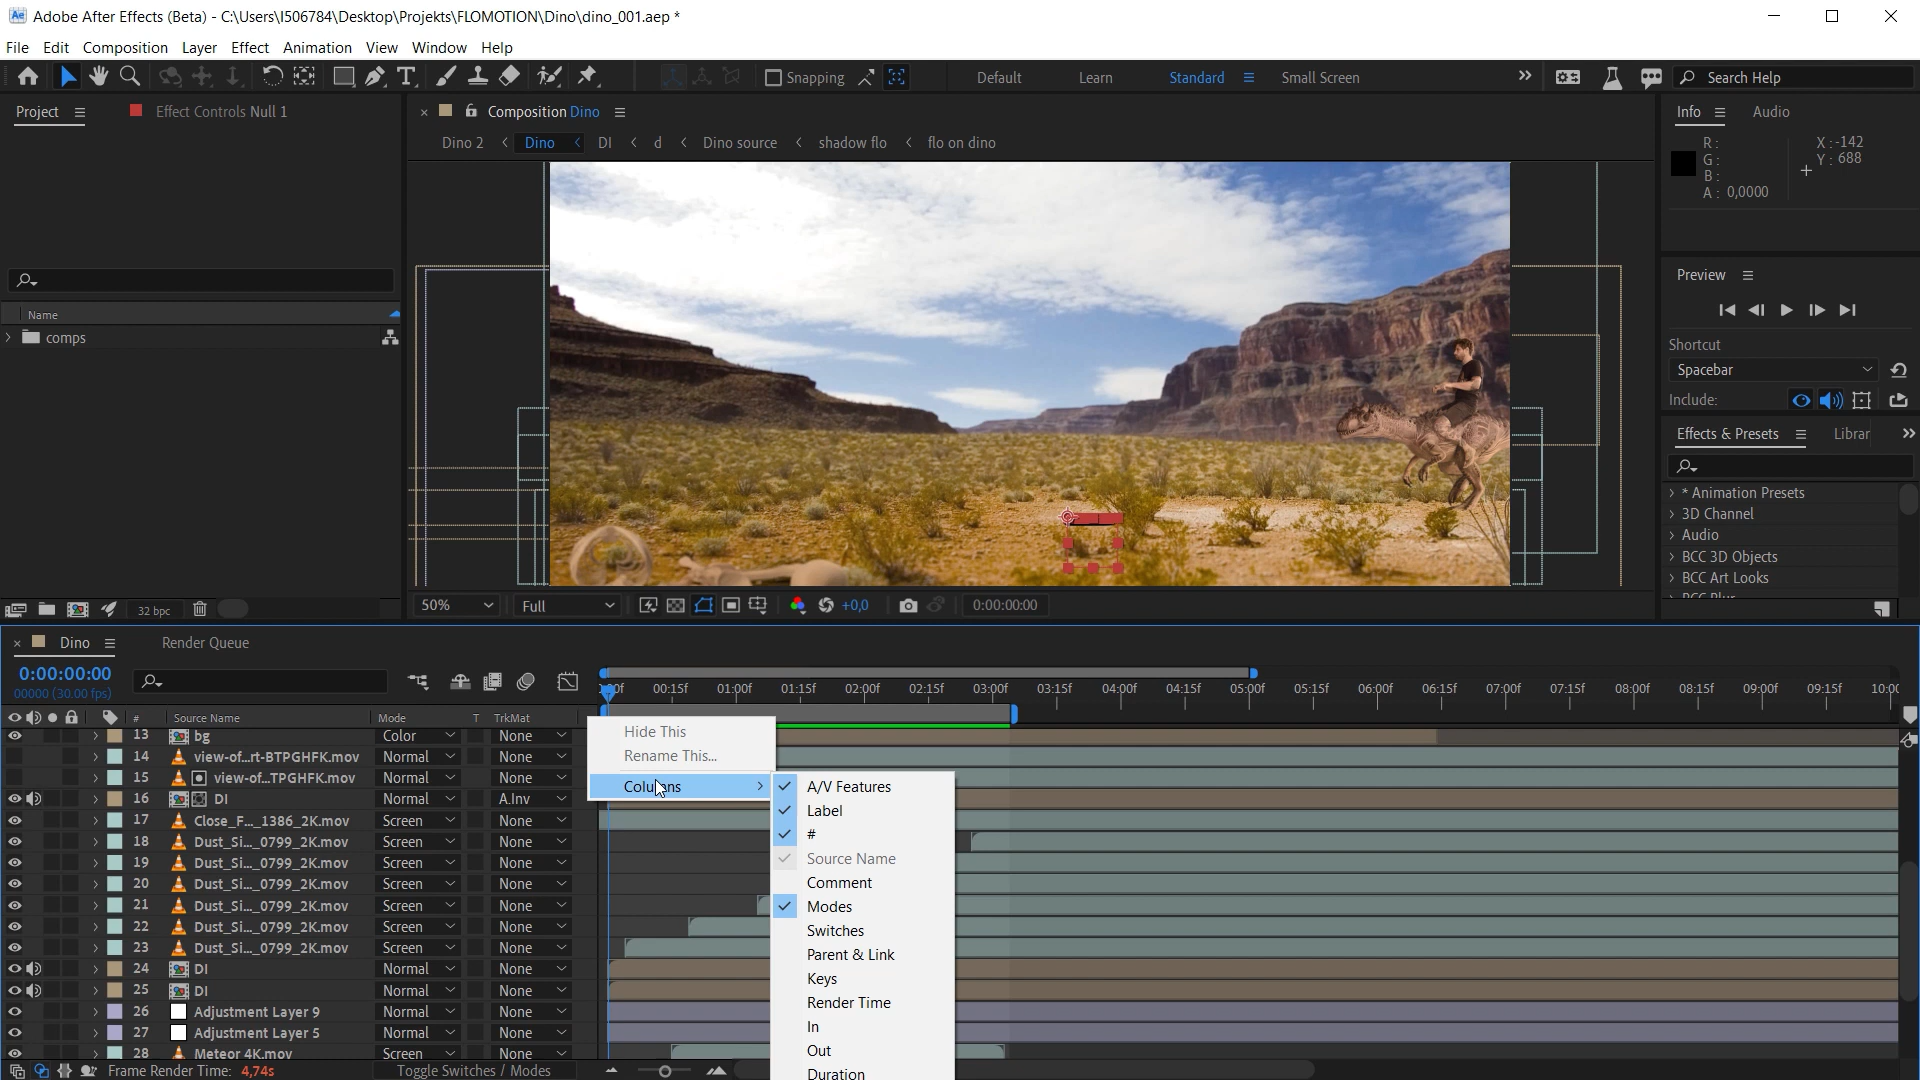 Adobe After Effects (Beta) - C:\Users\I506784\Desktop\Projekts\FLOMOTION\Dino\dino_001.aep *
File Edit Composition Layer Effect Animation View Window Help
Snapping Default Learn Standard Small Screen Search Help
Project Effect Controls Null 1
Composition Dino
Info Audio
Dino 2 < Dino < DI < d < Dino source < shadow flo < flo on dino
R: X: -142
G: Y: 688
B:
A: 0,0000
Preview
Name
comps
Shortcut
Spacebar
Include:
Effects & Presets Librar
* Animation Presets
3D Channel
Audio
BCC 3D Objects
BCC Art Looks
32 bpc
50% Full +0,0 0:00:00:00
Dino Render Queue
0:00:00:00
00000 (30.00 fps)
00:15f 01:00f 01:15f 02:00f 02:15f 03:00f 03:15f 04:00f 04:15f 05:00f 05:15f 06:00f 06:15f 07:00f 07:15f 08:00f 08:15f 09:00f 09:15f 10:00
# Source Name Mode T TrkMat
13 bg Color None
14 view-of...rt-BTPGHFK.mov Normal None
15 view-of...TPGHFK.mov Normal None
16 DI Normal A.Inv
17 Close_F..._1386_2K.mov Screen None
18 Dust_Si..._0799_2K.mov Screen None
19 Dust_Si..._0799_2K.mov Screen None
20 Dust_Si..._0799_2K.mov Screen None
21 Dust_Si..._0799_2K.mov Screen None
22 Dust_Si..._0799_2K.mov Screen None
23 Dust_Si..._0799_2K.mov Screen None
24 DI Normal None
25 DI Normal None
26 Adjustment Layer 9 Normal None
27 Adjustment Layer 5 Normal None
28 Meteor 4K.mov Screen None
Hide This
Rename This...
Columns
A/V Features
Label
#
Source Name
Comment
Modes
Switches
Parent & Link
Keys
Render Time
In
Out
Duration
Frame Render Time: 4,74s Toggle Switches / Modes